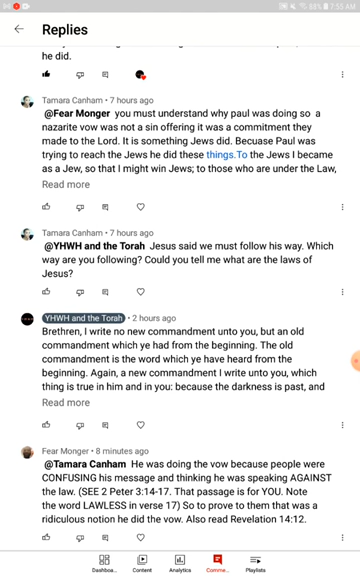 88% 7:55 AM
Replies
he did.
Tamara Canham • 7 hours ago
@Fear Monger you must understand why paul was doing so a
nazarite vow was not a sin offering it was a commitment they
made to the Lord. It is something Jews did. Becuase Paul was
trying to reach the Jews he did these things.To the Jews I became
as a Jew, so that I might win Jews; to those who are under the Law,
Read more
Tamara Canham • 7 hours ago
@YHWH and the Torah Jesus said we must follow his way. Which
way are you following? Could you tell me what are the laws of
Jesus?
YHWH and the Torah • 2 hours ago
Brethren, I write no new commandment unto you, but an old
commandment which ye had from the beginning. The old
commandment is the word which ye have heard from the
beginning. Again, a new commandment I write unto you, which
thing is true in him and in you: because the darkness is past, and
Read more
Fear Monger • 8 minutes ago
@Tamara Canham He was doing the vow because people were
CONFUSING his message and thinking he was speaking AGAINST
the law. (SEE 2 Peter 3:14-17. That passage is for YOU. Note
the word LAWLESS in verse 17) So to prove to them that was a
ridiculous notion he did the vow. Also read Revelation 14:12.
Dashboa... Content Analytics Comme... Playlists